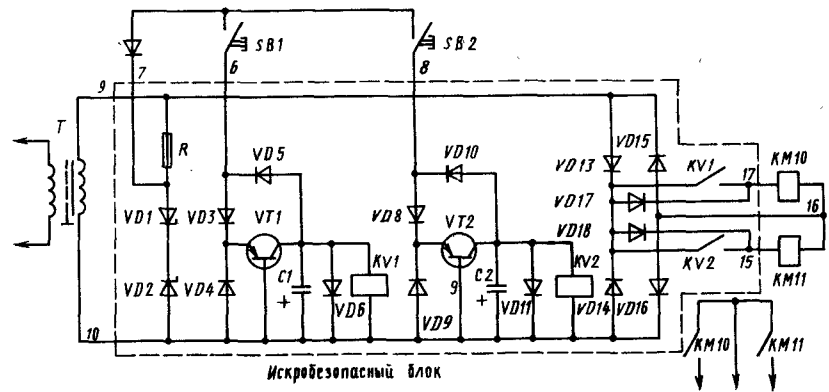 SB1
SB2
7
6
8
9
T
R
VD5
VD10
VD15
VD13
KV1
17
KM10
VD1
VD3
VT1
VD8
VT2
VD17
16
VD18
VD2
VD4
C1
+
KV1
9
C2
+
KV2
KV2
15
KM11
VD6
VD9
VD11
VD14
VD16
10
KM10
KM11
Искробезопасный блок